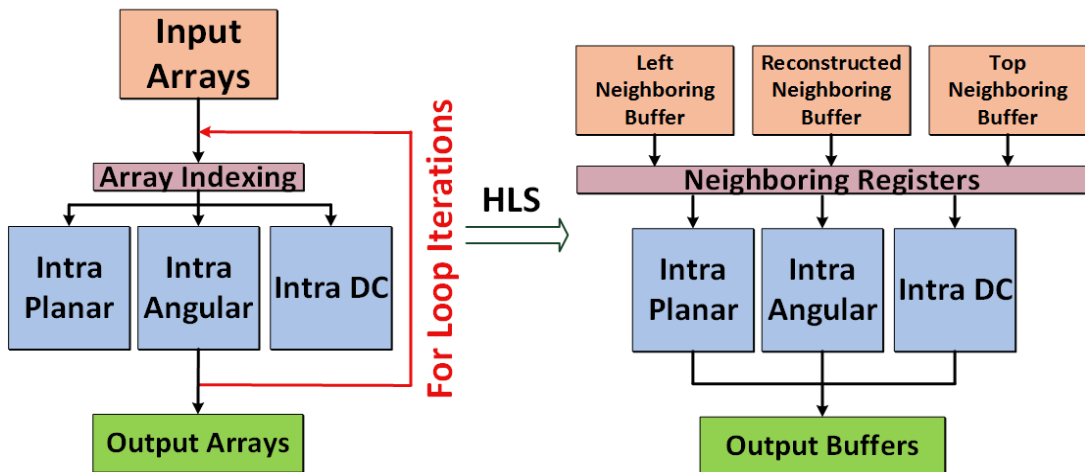 Input
Arrays
Array Indexing
Intra
Planar
Intra
Angular
Intra DC
Output Arrays
For Loop Iterations
HLS
Left
Neighboring
Buffer
Reconstructed
Neighboring
Buffer
Top
Neighboring
Buffer
Neighboring Registers
Intra
Planar
Intra
Angular
Intra DC
Output Buffers